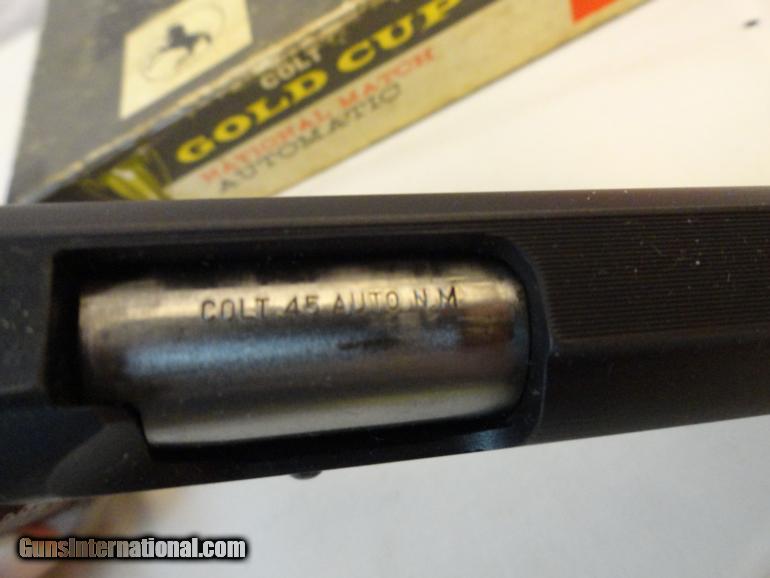 COLT
GOLD CUP
NATIONAL MATCH
AUTOMATIC
COLT .45 AUTO N.M.
GunsInternational.com